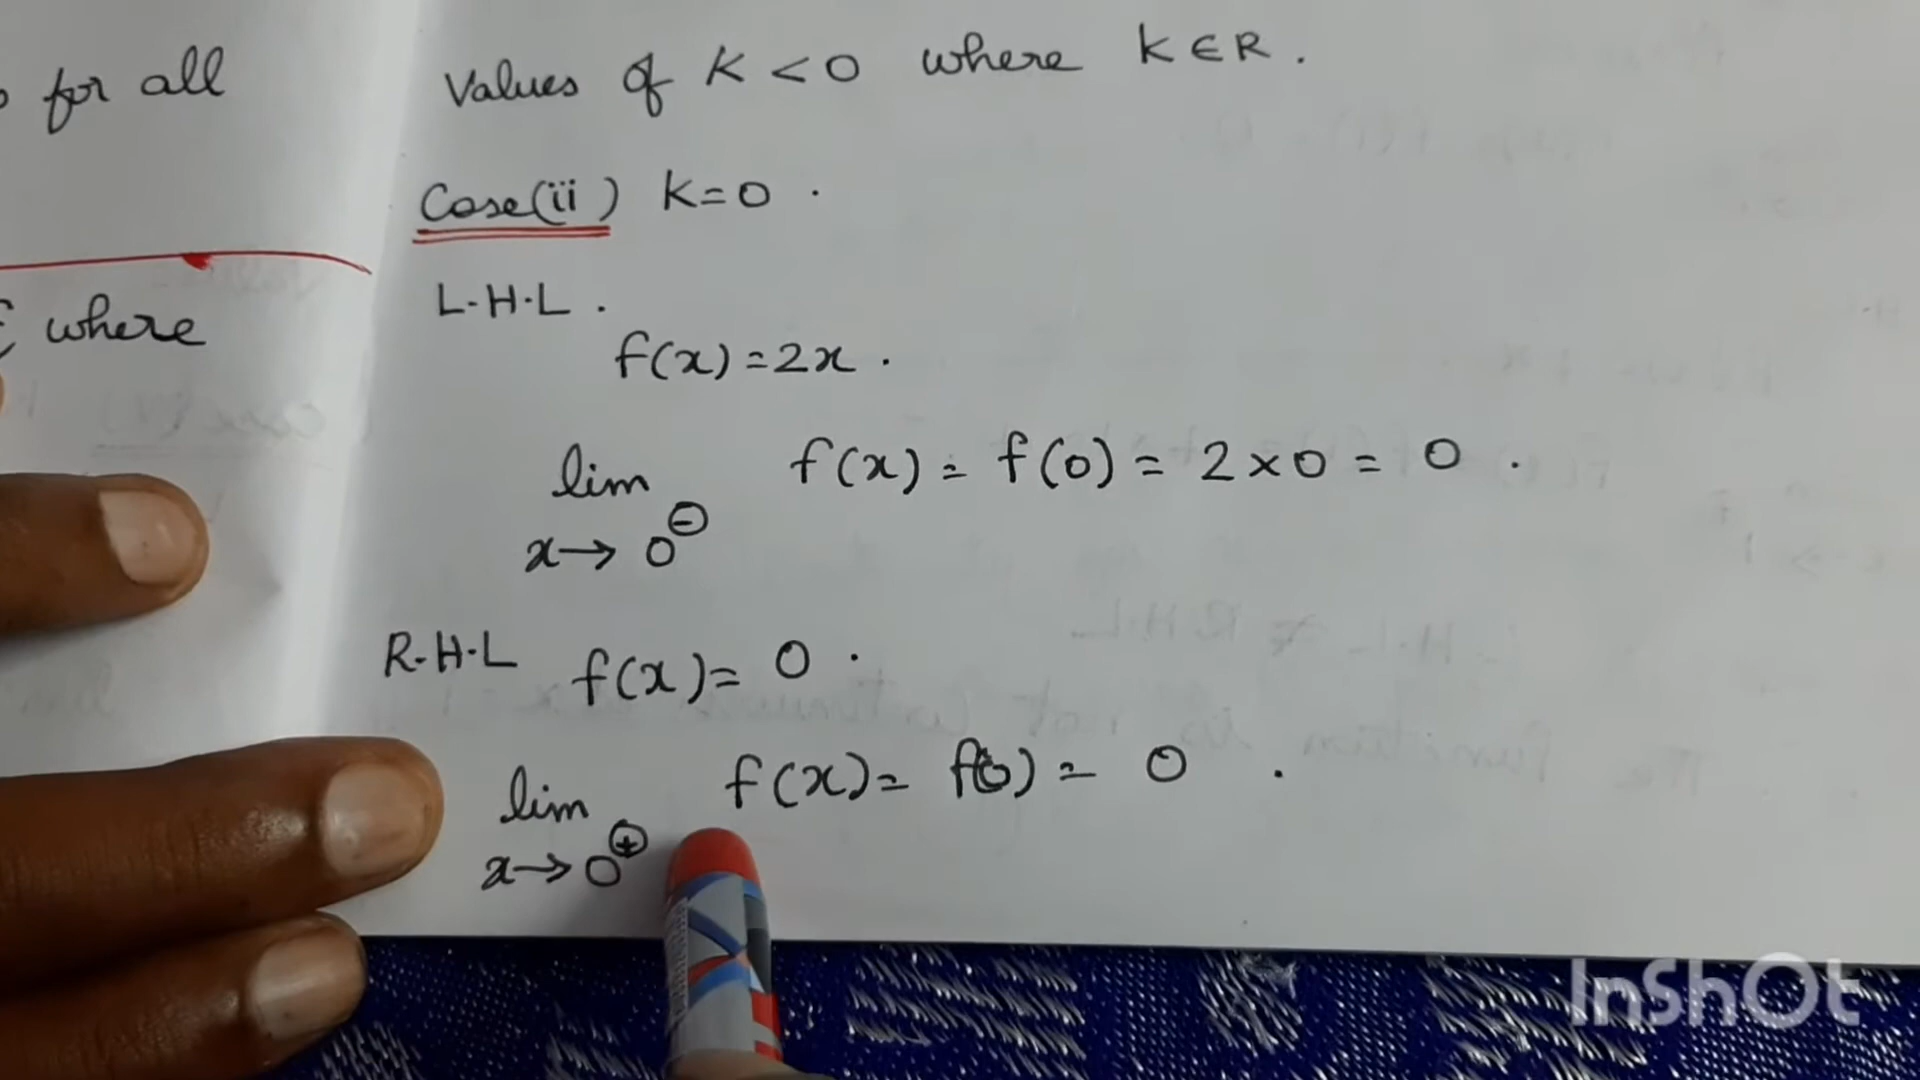 for all
where
Values of K < 0 where K ∈ R.
Case(ii) K=0.
L.H.L.
f(x)=2x.
lim f(x) = f(0) = 2×0 = 0.
x→0⊖
R.H.L f(x)= 0.
lim f(x)= f(0) = 0.
x→0⊕
InShOt